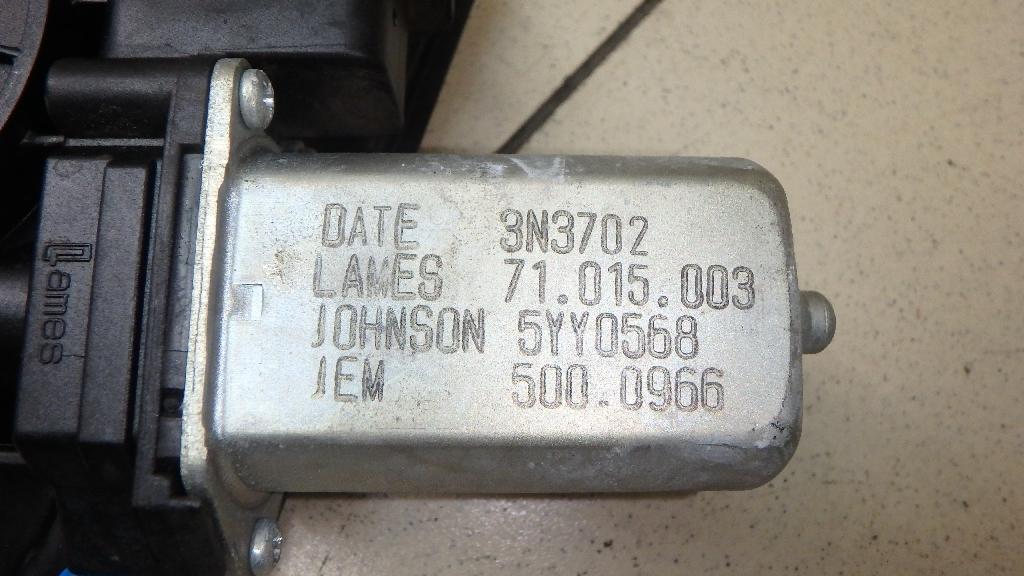 DATE 3N3702
LAMES 71.015.003
JOHNSON 5YY0568
JEM 500.0966
Lames